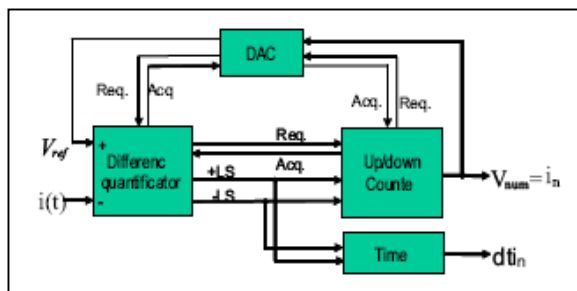 DAC
Req. Acq
Acq. Req.
Vref
+
Differenc
quantificator
i(t)
-
Req.
Acq.
+LS
-LS
Up/down
Counte
Vnum= in
Time
dtin